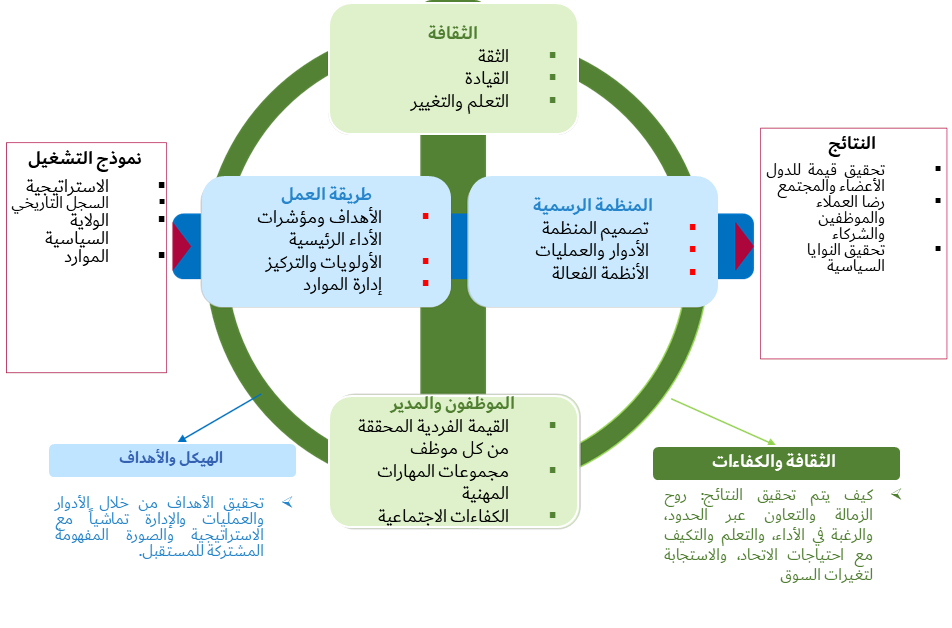 الثقافة
الثقة
القيادة
التعلم والتغيير
النتائج
تحقيق قيمة للدول
الأعضاء والمجتمع
رضا العملاء
والموظفين
والشركاء
تحقيق النوايا
السياسية
المنظمة الرسمية
تصميم المنظمة
الأدوار والعمليات
الأنظمة الفعالة
طريقة العمل
الأهداف ومؤشرات
الأداء الرئيسية
الأولويات والتركيز
إدارة الموارد
نموذج التشغيل
الاستراتيجية
السجل التاريخي
الولاية
السياسية
الموارد
الموظفون والمدير
القيمة الفردية المحققة
من كل موظف
مجموعات المهارات
المهنية
الكفاءات الاجتماعية
الثقافة والكفاءات
كيف يتم تحقيق النتائج: روح
الزمالة والتعاون عبر الحدود،
والرغبة في الأداء، والتعلم والتكيف
مع احتياجات الاتحاد، والاستجابة
لتغيرات السوق
الهيكل والأهداف
تحقيق الأهداف من خلال الأدوار
والعمليات والإدارة تماشياً مع
الاستراتيجية والصورة المفهومة
المشتركة للمستقبل.